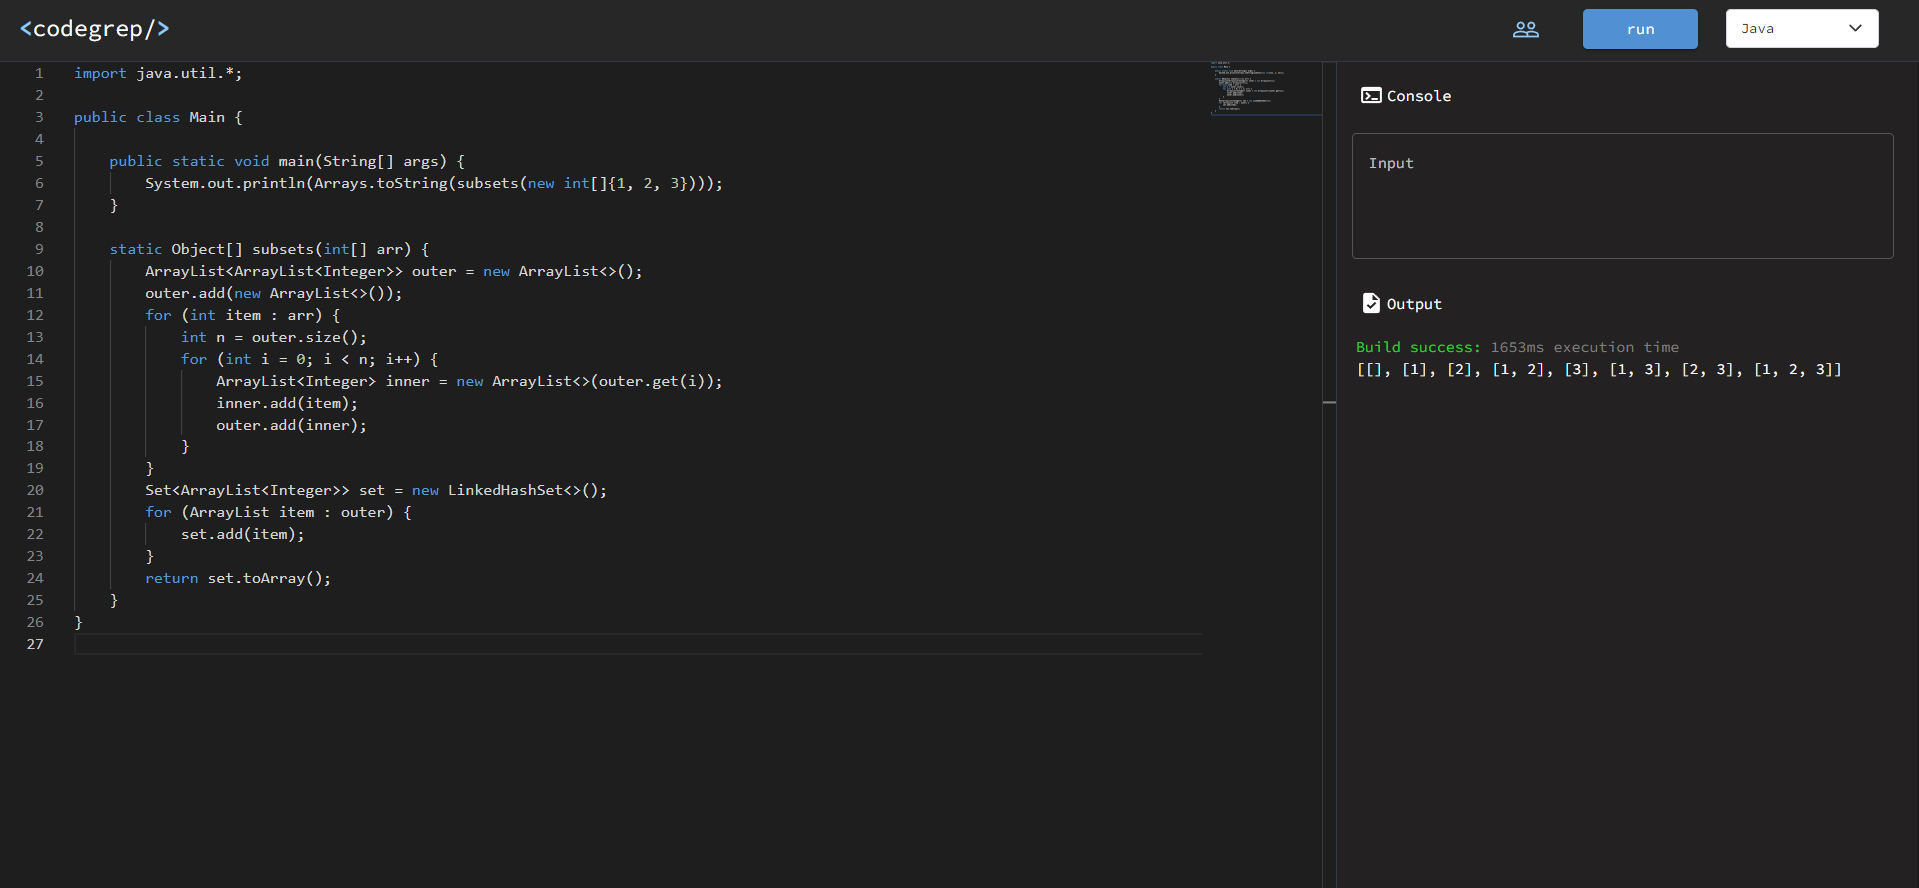 <codegrep/>
run
Java
1 import java.util.*;
2
3 public class Main {
4
5     public static void main(String[] args) {
6         System.out.println(Arrays.toString(subsets(new int[]{1, 2, 3})));
7     }
8
9     static Object[] subsets(int[] arr) {
10         ArrayList<ArrayList<Integer>> outer = new ArrayList<>();
11         outer.add(new ArrayList<>());
12         for (int item : arr) {
13             int n = outer.size();
14             for (int i = 0; i < n; i++) {
15                 ArrayList<Integer> inner = new ArrayList<>(outer.get(i));
16                 inner.add(item);
17                 outer.add(inner);
18             }
19         }
20         Set<ArrayList<Integer>> set = new LinkedHashSet<>();
21         for (ArrayList item : outer) {
22             set.add(item);
23         }
24         return set.toArray();
25     }
26 }
27
Console
Input
Output
Build success: 1653ms execution time
[[], [1], [2], [1, 2], [3], [1, 3], [2, 3], [1, 2, 3]]